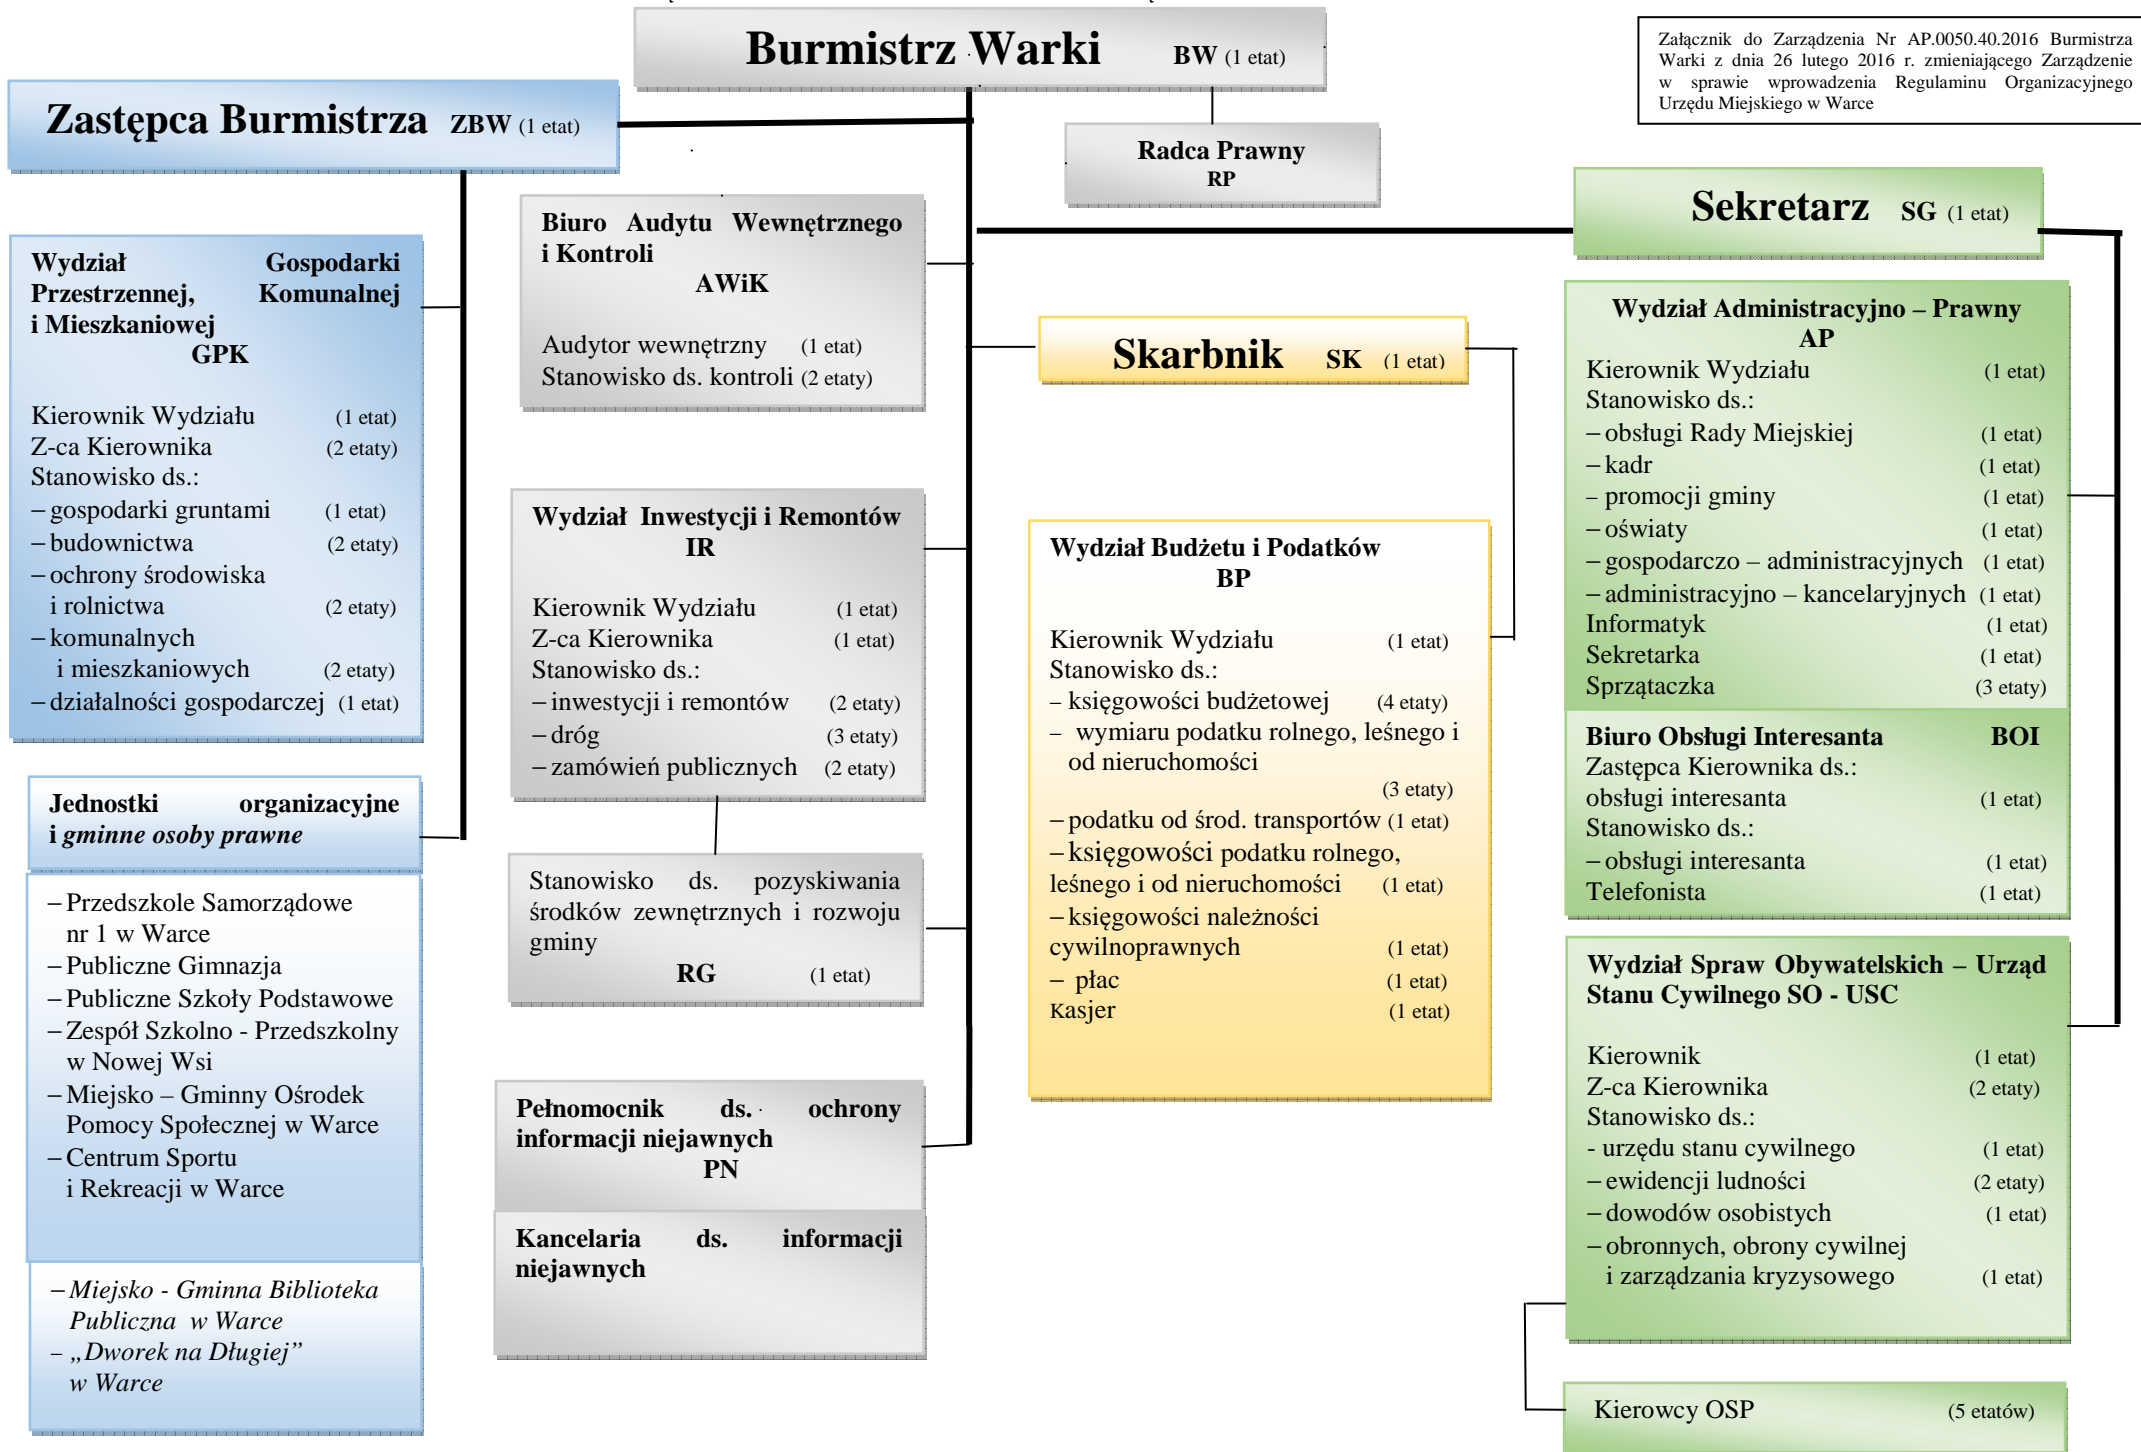 Burmistrz Warki BW (1 etat)
Załącznik do Zarządzenia Nr AP.0050.40.2016 Burmistrza
Warki z dnia 26 lutego 2016 r. zmieniającego Zarządzenie
w sprawie wprowadzenia Regulaminu Organizacyjnego
Urzędu Miejskiego w Warce
Zastępca Burmistrza ZBW (1 etat)
Radca Prawny
RP
Sekretarz SG (1 etat)
Wydział Gospodarki
Przestrzennej, Komunalnej
i Mieszkaniowej
GPK
Kierownik Wydziału (1 etat)
Z-ca Kierownika (2 etaty)
Stanowisko ds.:
– gospodarki gruntami (1 etat)
– budownictwa (2 etaty)
– ochrony środowiska
i rolnictwa (2 etaty)
– komunalnych
i mieszkaniowych (2 etaty)
– działalności gospodarczej (1 etat)
Jednostki organizacyjne
i gminne osoby prawne
– Przedszkole Samorządowe
nr 1 w Warce
– Publiczne Gimnazja
– Publiczne Szkoły Podstawowe
– Zespół Szkolno - Przedszkolny
w Nowej Wsi
– Miejsko – Gminny Ośrodek
Pomocy Społecznej w Warce
– Centrum Sportu
i Rekreacji w Warce
– Miejsko - Gminna Biblioteka
Publiczna w Warce
– „Dworek na Długiej”
w Warce
Biuro Audytu Wewnętrznego
i Kontroli
AWiK
Audytor wewnętrzny (1 etat)
Stanowisko ds. kontroli (2 etaty)
Wydział Inwestycji i Remontów
IR
Kierownik Wydziału (1 etat)
Z-ca Kierownika (1 etat)
Stanowisko ds.:
– inwestycji i remontów (2 etaty)
– dróg (3 etaty)
– zamówień publicznych (2 etaty)
Stanowisko ds. pozyskiwania
środków zewnętrznych i rozwoju
gminy
RG (1 etat)
Pełnomocnik ds. ochrony
informacji niejawnych
PN
Kancelaria ds. informacji
niejawnych
Skarbnik SK (1 etat)
Wydział Budżetu i Podatków
BP
Kierownik Wydziału (1 etat)
Stanowisko ds.:
– księgowości budżetowej (4 etaty)
– wymiaru podatku rolnego, leśnego i
od nieruchomości
(3 etaty)
– podatku od środ. transportów (1 etat)
– księgowości podatku rolnego,
leśnego i od nieruchomości (1 etat)
– księgowości należności
cywilnoprawnych (1 etat)
– płac (1 etat)
Kasjer (1 etat)
Wydział Administracyjno – Prawny
AP
Kierownik Wydziału (1 etat)
Stanowisko ds.:
– obsługi Rady Miejskiej (1 etat)
– kadr (1 etat)
– promocji gminy (1 etat)
– oświaty (1 etat)
– gospodarczo – administracyjnych (1 etat)
– administracyjno – kancelaryjnych (1 etat)
Informatyk (1 etat)
Sekretarka (1 etat)
Sprzątaczka (3 etaty)
Biuro Obsługi Interesanta BOI
Zastępca Kierownika ds.:
obsługi interesanta (1 etat)
Stanowisko ds.:
– obsługi interesanta (1 etat)
Telefonista (1 etat)
Wydział Spraw Obywatelskich – Urząd
Stanu Cywilnego SO - USC
Kierownik (1 etat)
Z-ca Kierownika (2 etaty)
Stanowisko ds.:
- urzędu stanu cywilnego (1 etat)
– ewidencji ludności (2 etaty)
– dowodów osobistych (1 etat)
– obronnych, obrony cywilnej
i zarządzania kryzysowego (1 etat)
Kierowcy OSP (5 etatów)